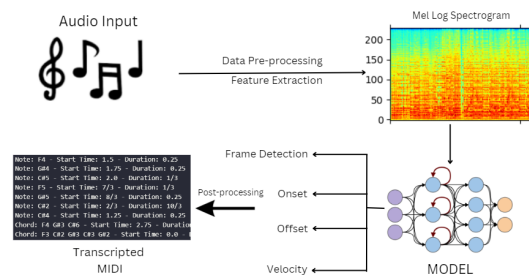 Audio Input
Mel Log Spectrogram
Data Pre-processing
Feature Extraction
200
150
100
50
0
Frame Detection
Onset
Offset
Velocity
Post-processing
Note: F4 - Start Time: 1.5 - Duration: 0.25
Note: G#4 - Start Time: 1.75 - Duration: 0.25
Note: C#5 - Start Time: 2.0 - Duration: 1/3
Note: F5 - Start Time: 7/3 - Duration: 1/3
Note: G#5 - Start Time: 8/3 - Duration: 0.25
Note: C#2 - Start Time: 2/3 - Duration: 10/3
Note: C#4 - Start Time: 1.25 - Duration: 0.25
Chord: F4 G#3 C#6 - Start Time: 2.75 - Duration
Chord: F3 C#2 G#3 C#3 G#2 - Start Time: 0.0 -
Transcripted
MIDI
MODEL